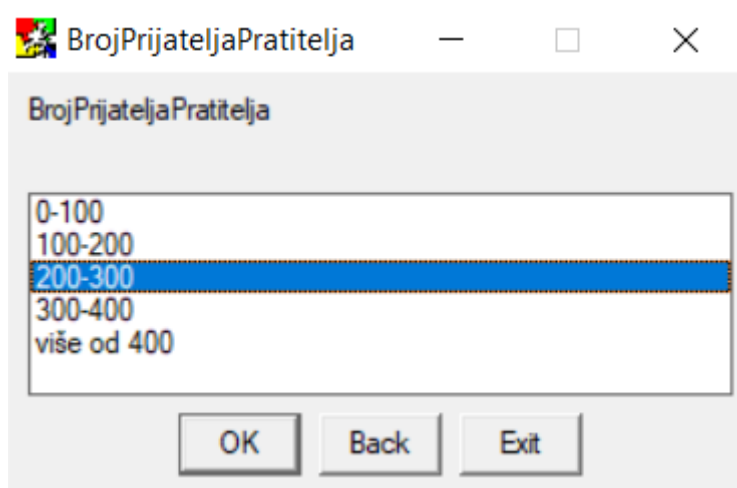 BrojPrijateljaPratitelja
BrojPrijateljaPratitelja
0-100
100-200
200-300
300-400
više od 400
OK Back Exit